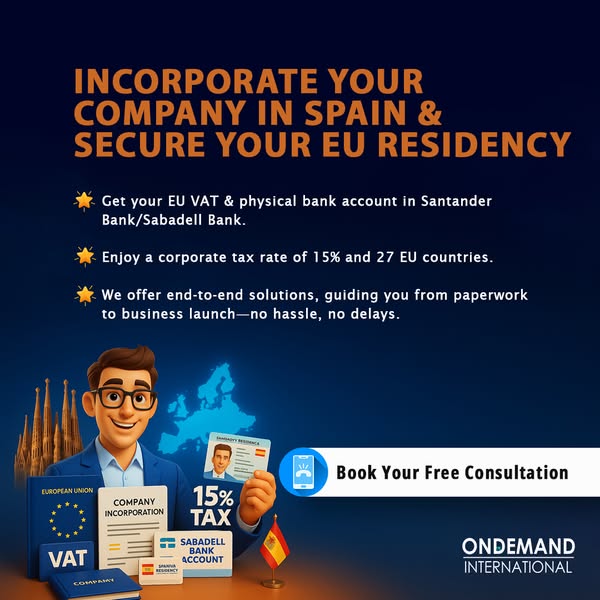 INCORPORATE YOUR
COMPANY IN SPAIN &
SECURE YOUR EU RESIDENCY
Get your EU VAT & physical bank account in Santander
Bank/Sabadell Bank.
Enjoy a corporate tax rate of 15% and 27 EU countries.
We offer end-to-end solutions, guiding you from paperwork
to business launch—no hassle, no delays.
Book Your Free Consultation
EUROPEAN UNION
VAT
COMPANY
INCORPORATION
15%
TAX
SABADELL
BANK
ACCOUNT
SPARIVA
RESIDENCY
COMPANY
ONDEMAND
INTERNATIONAL